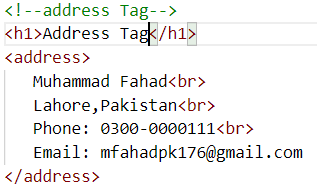 <!--address Tag-->
<h1>Address Tag</h1>
<address>
Muhammad Fahad<br>
Lahore,Pakistan<br>
Phone: 0300-0000111<br>
Email: mfahadpk176@gmail.com
</address>